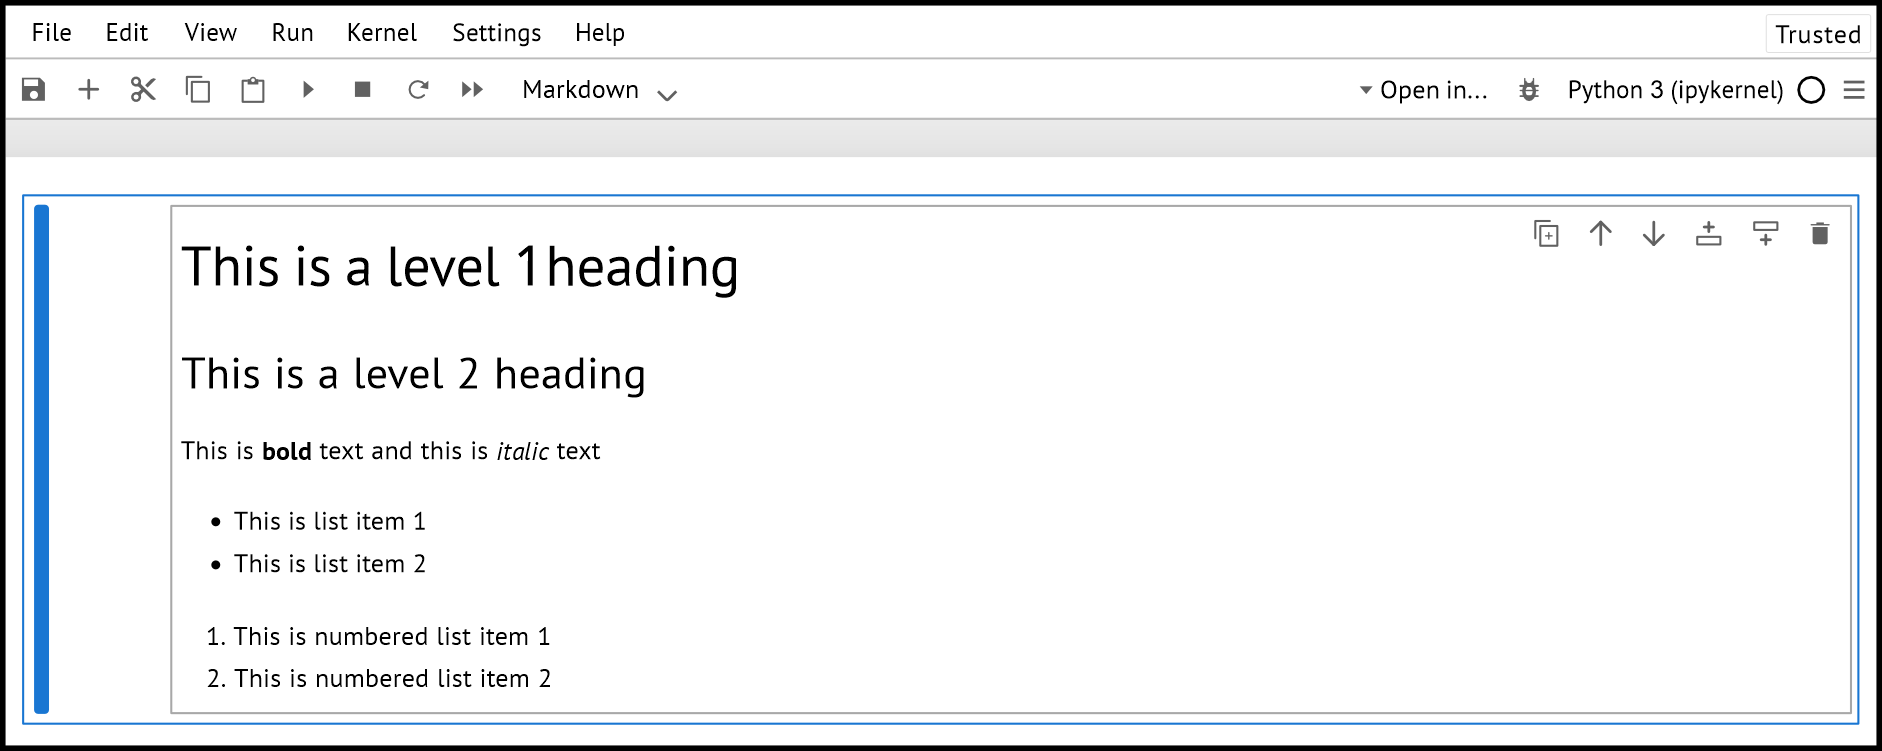 File Edit View Run Kernel Settings Help Trusted
Markdown Open in... Python 3 (ipykernel)
This is a level 1heading
This is a level 2 heading
This is bold text and this is italic text
• This is list item 1
• This is list item 2
1. This is numbered list item 1
2. This is numbered list item 2